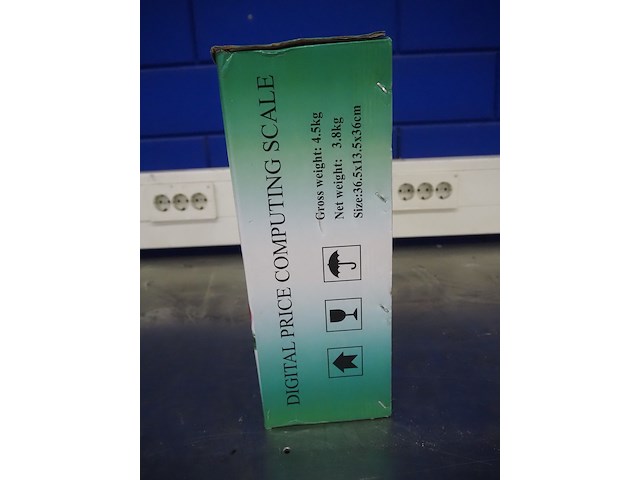 DIGITAL PRICE COMPUTING SCALE
Gross weight: 4.5kg
Net weight: 3.8kg
Size:36.5x13.5x36cm